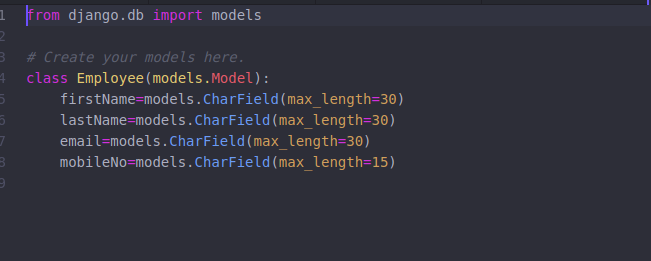 1 from django.db import models
2
3 # Create your models here.
4 class Employee(models.Model):
5     firstName=models.CharField(max_length=30)
6     lastName=models.CharField(max_length=30)
7     email=models.CharField(max_length=30)
8     mobileNo=models.CharField(max_length=15)
9